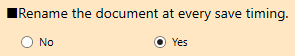 ■Rename the document at every save timing.
No Yes